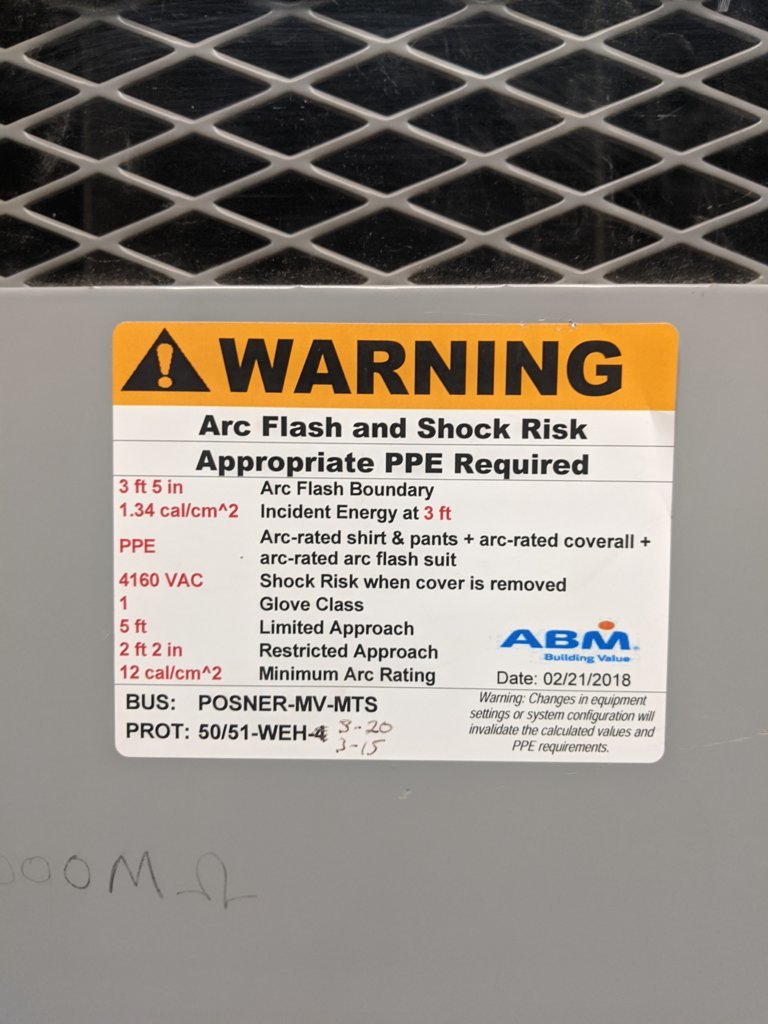 WARNING
Arc Flash and Shock Risk
Appropriate PPE Required
3 ft 5 in Arc Flash Boundary
1.34 cal/cm^2 Incident Energy at 3 ft
PPE Arc-rated shirt & pants + arc-rated coverall +
arc-rated arc flash suit
4160 VAC Shock Risk when cover is removed
1 Glove Class
5 ft Limited Approach
2 ft 2 in Restricted Approach
12 cal/cm^2 Minimum Arc Rating
ABM
Building Value
Date: 02/21/2018
BUS: POSNER-MV-MTS
PROT: 50/51-WEH-4 3-20
3-15
Warning: Changes in equipment
settings or system configuration will
invalidate the calculated values and
PPE requirements.
000MΩ